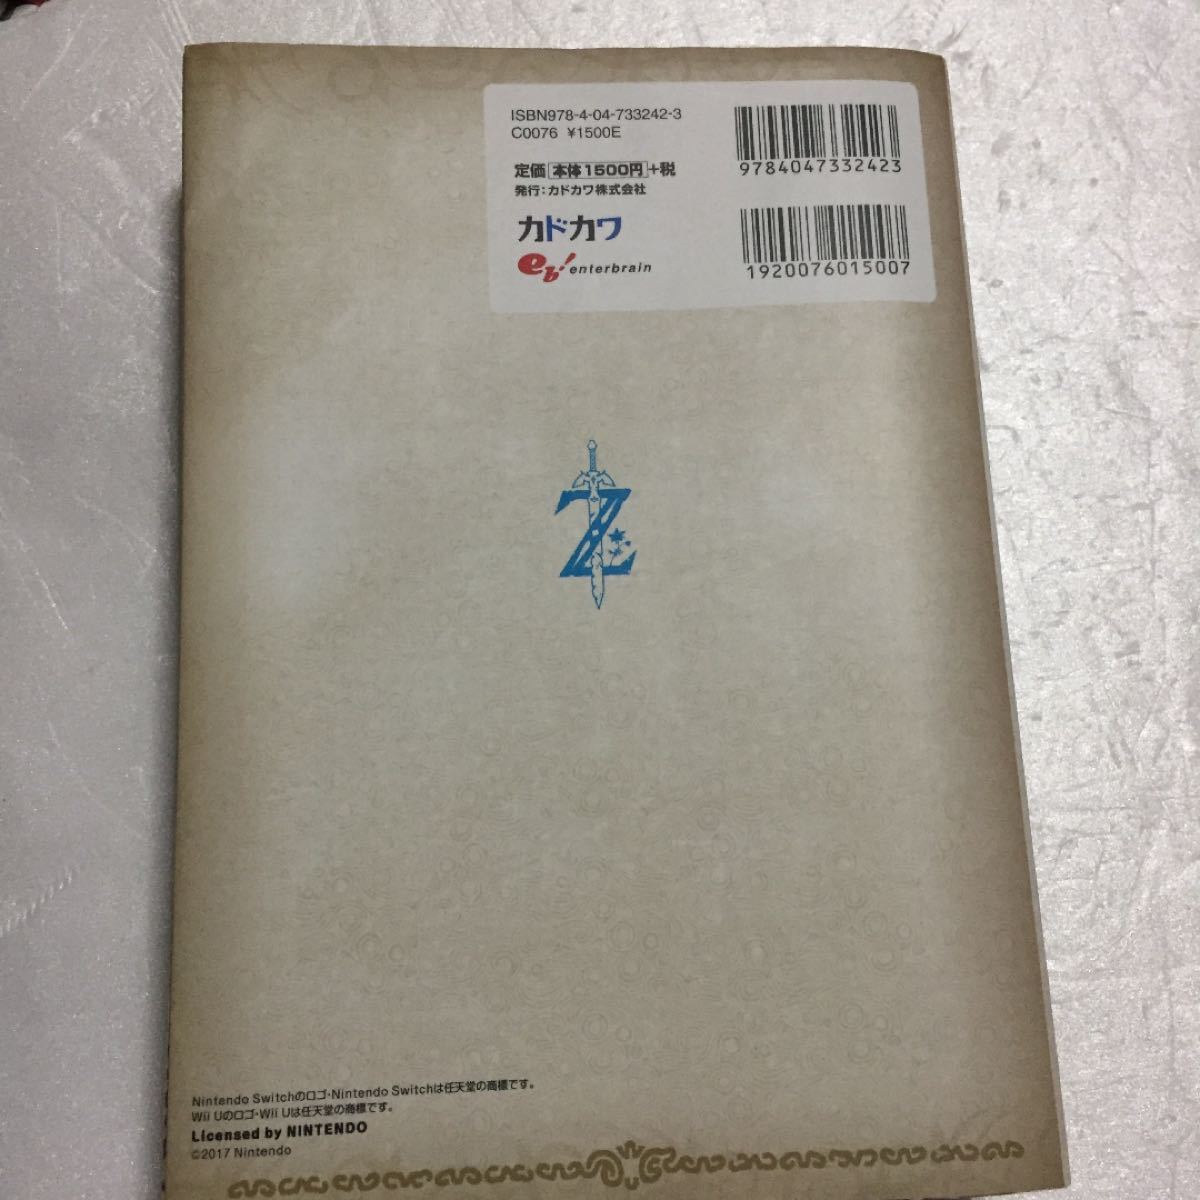 ISBN978-4-04-733242-3
C0076 ¥1500E
9784047332423
定価 本体1500円 +税
発行:カドカワ株式会社
カドカワ
eb! enterbrain
1920076015007
Z
Nintendo Switchのロゴ・Nintendo Switchは任天堂の商標です。
Wii Uのロゴ・Wii Uは任天堂の商標です。
Licensed by NINTENDO
©2017 Nintendo